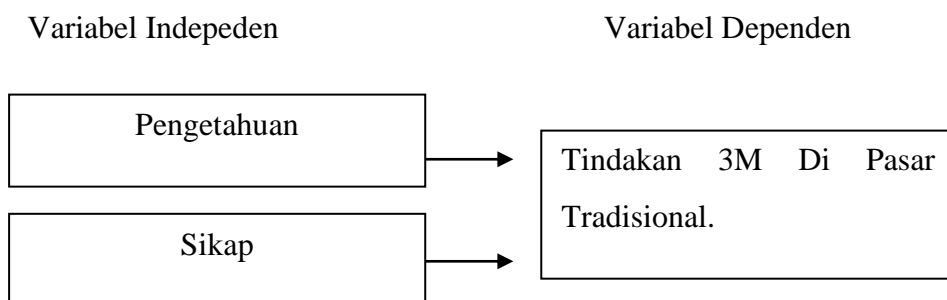 Variabel Indepeden
Variabel Dependen
Pengetahuan
Tindakan 3M Di Pasar
Tradisional.
Sikap